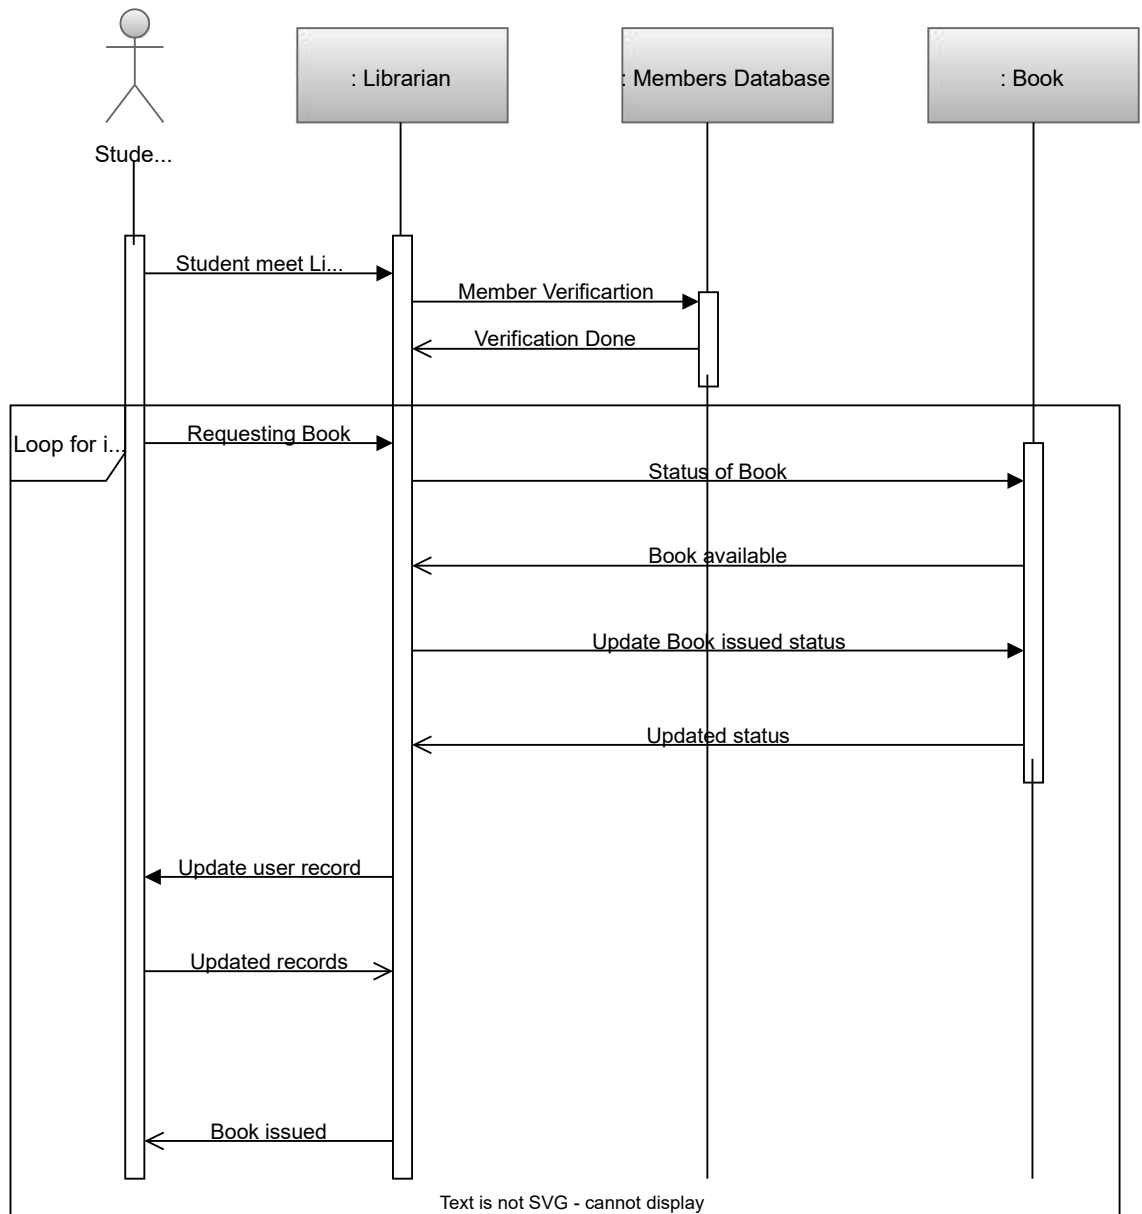 : Librarian
: Members Database
: Book
Stude...
Student meet Li...
Member Verificartion
Verification Done
Loop for i...
Requesting Book
Status of Book
Book available
Update Book issued status
Updated status
Update user record
Updated records
Book issued
Text is not SVG - cannot display